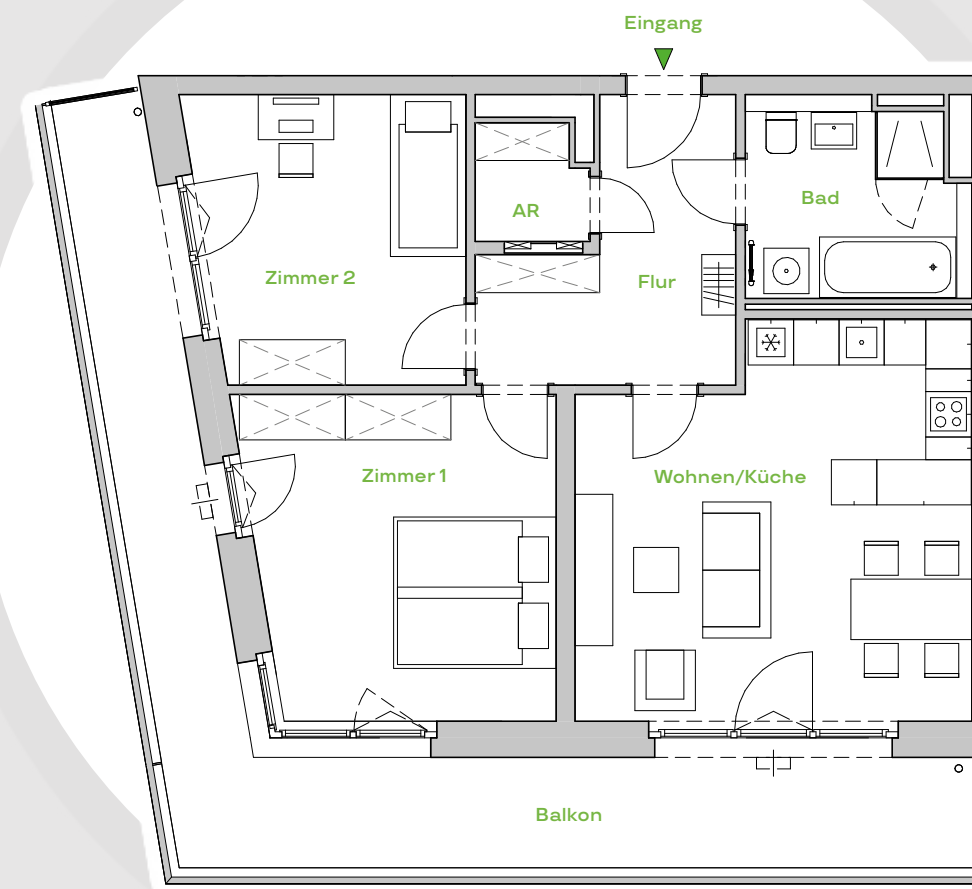 Eingang
Bad
AR
Zimmer 2
Flur
Zimmer 1
Wohnen/Küche
Balkon